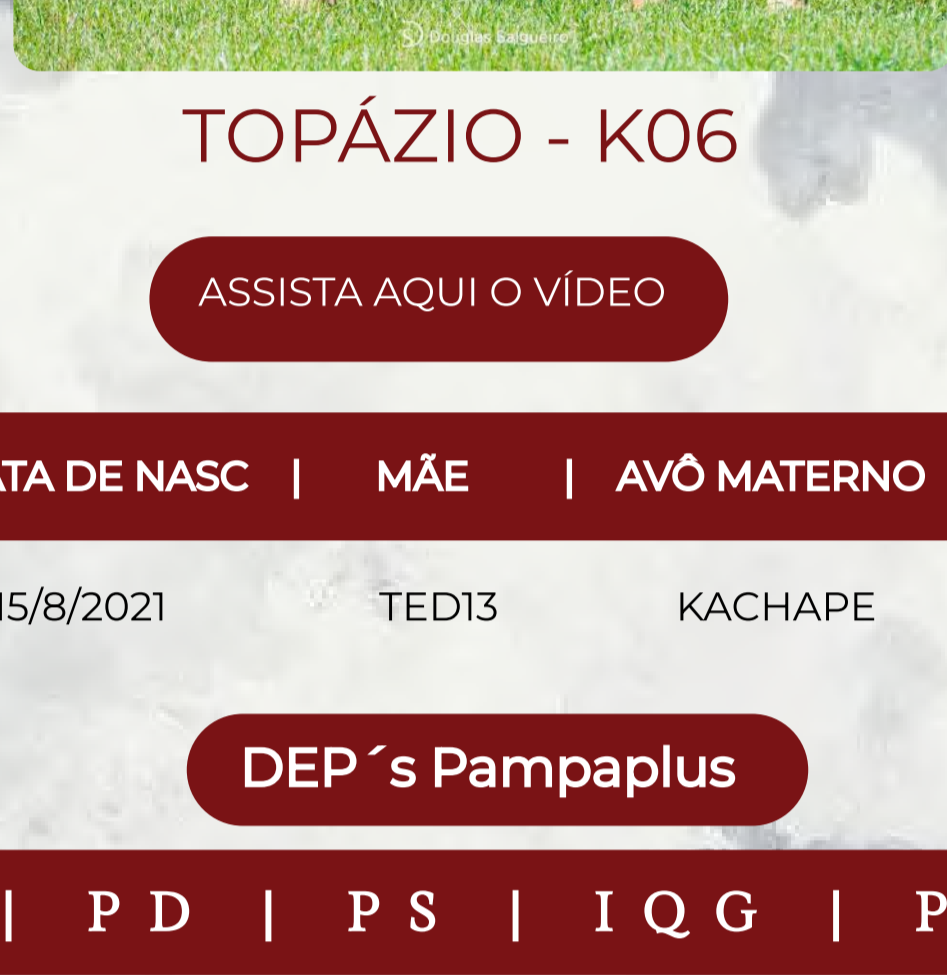 Douglas Salgueiro
TOPÁZIO - K06
ASSISTA AQUI O VÍDEO
ATA DE NASC | MÃE | AVÔ MATERNO
15/8/2021 TED13 KACHAPE
DEP´s Pampaplus
| PD | PS | IQG | P